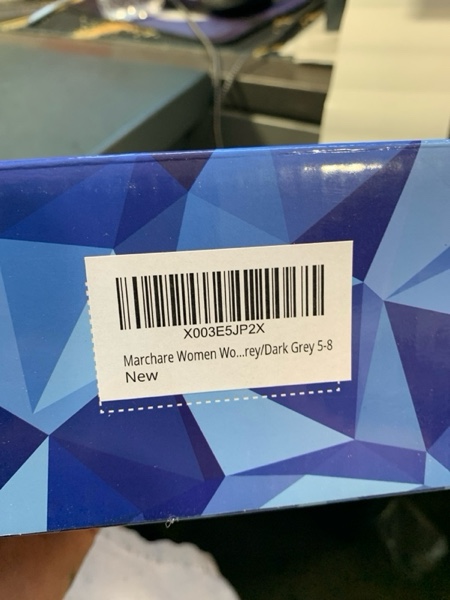 X003E5JP2X
Marchare Women Wo...rey/Dark Grey 5-8
New